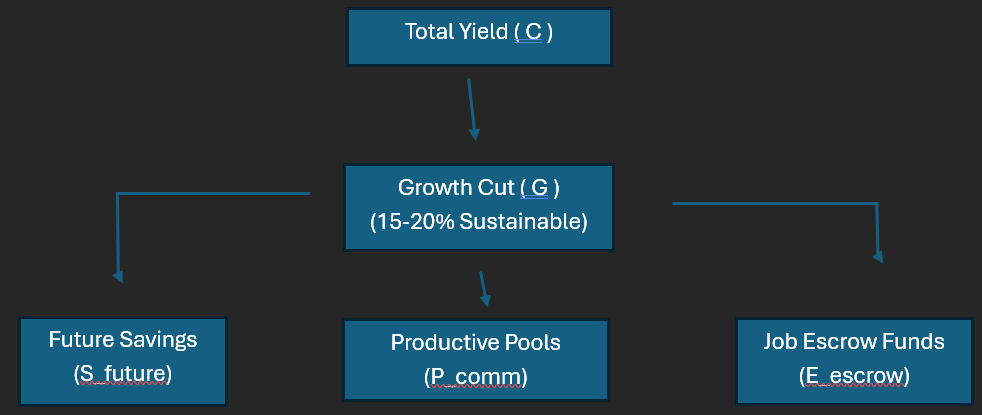 Total Yield ( C )
Growth Cut ( G )
(15-20% Sustainable)
Future Savings
(S_future)
Productive Pools
(P_comm)
Job Escrow Funds
(E_escrow)